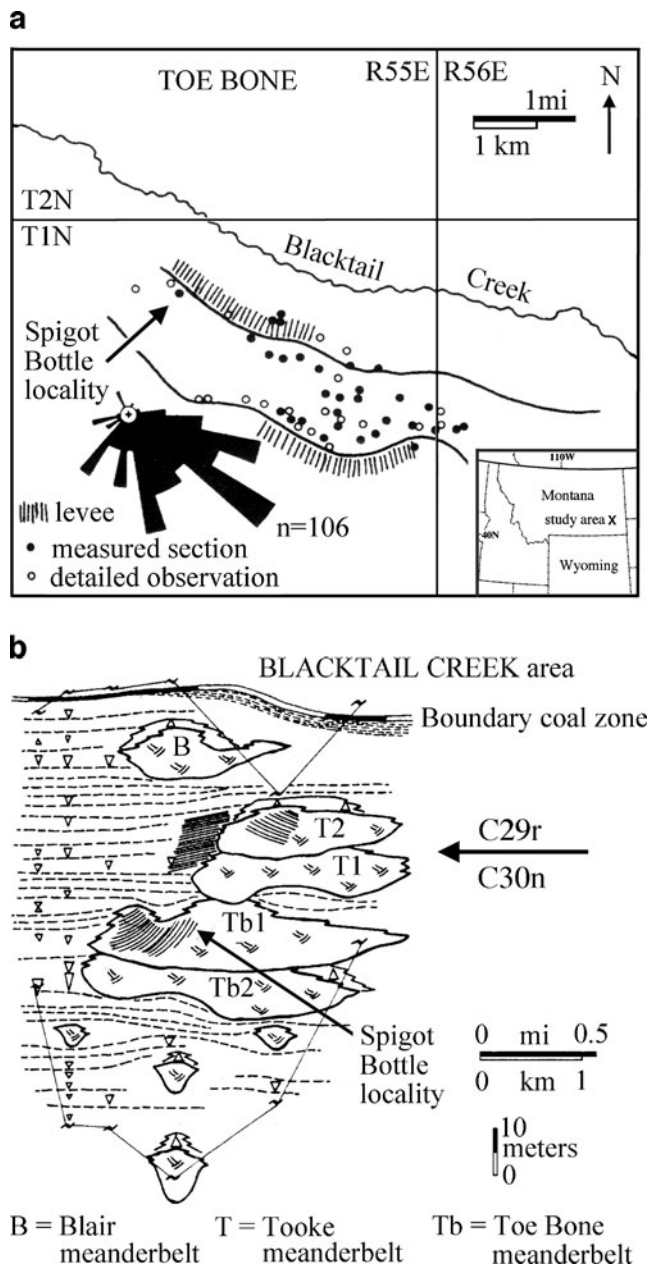 a
TOE BONE
R55E R56E
1mi
1 km
N
T2N
T1N
Blacktail Creek
Spigot
Bottle
locality
n=106
levee
measured section
detailed observation
110W
Montana
study area X
40N
Wyoming
b
BLACKTAIL CREEK area
Boundary coal zone
B
T2
C29r
T1
C30n
Tb1
Tb2
Spigot
Bottle
locality
0 mi 0.5
0 km 1
10
meters
0
B = Blair
meanderbelt
T = Tooke
meanderbelt
Tb = Toe Bone
meanderbelt